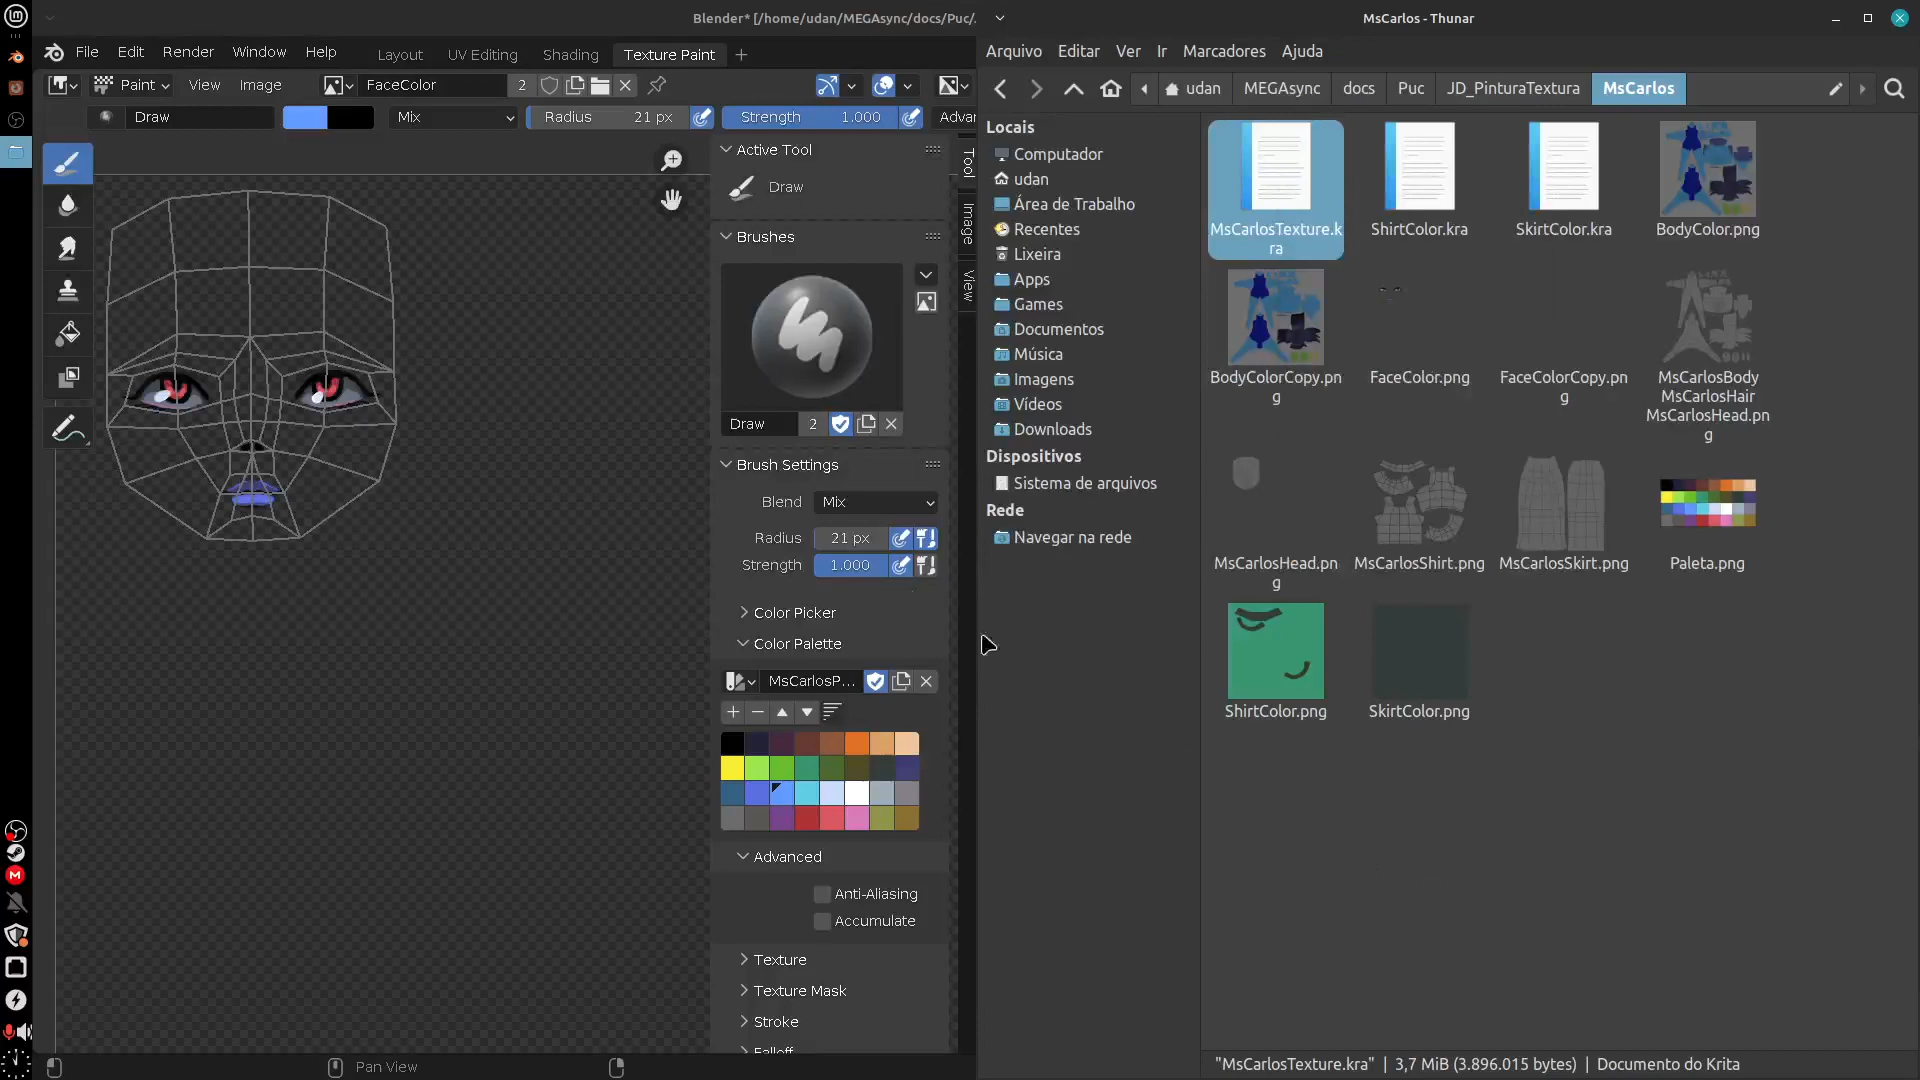 Blender* [/home/udan/MEGAsync/docs/Puc/.
File Edit Render Window Help
Layout UV Editing Shading Texture Paint
Paint View Image FaceColor 2
Draw Mix Radius 21 px Strength 1.000 Advar
Active Tool
Draw
Brushes
Draw 2
Brush Settings
Blend Mix
Radius 21 px
Strength 1.000
Color Picker
Color Palette
MsCarlosP...
Advanced
Anti-Aliasing
Accumulate
Texture
Texture Mask
Stroke
Falloff
Tool
Image
View
Pan View
MsCarlos - Thunar
Arquivo Editar Ver Ir Marcadores Ajuda
udan MEGAsync docs Puc JD_PinturaTextura MsCarlos
Locais
Computador
udan
Área de Trabalho
Recentes
Lixeira
Apps
Games
Documentos
Música
Imagens
Vídeos
Downloads
Dispositivos
Sistema de arquivos
Rede
Navegar na rede
MsCarlosTexture.k
ra
ShirtColor.kra
SkirtColor.kra
BodyColor.png
BodyColorCopy.pn
g
FaceColor.png
FaceColorCopy.pn
g
MsCarlosBody
MsCarlosHair
MsCarlosHead.pn
g
MsCarlosHead.pn
g
MsCarlosShirt.png
MsCarlosSkirt.png
Paleta.png
ShirtColor.png
SkirtColor.png
"MsCarlosTexture.kra" | 3,7 MiB (3.896.015 bytes) | Documento do Krita